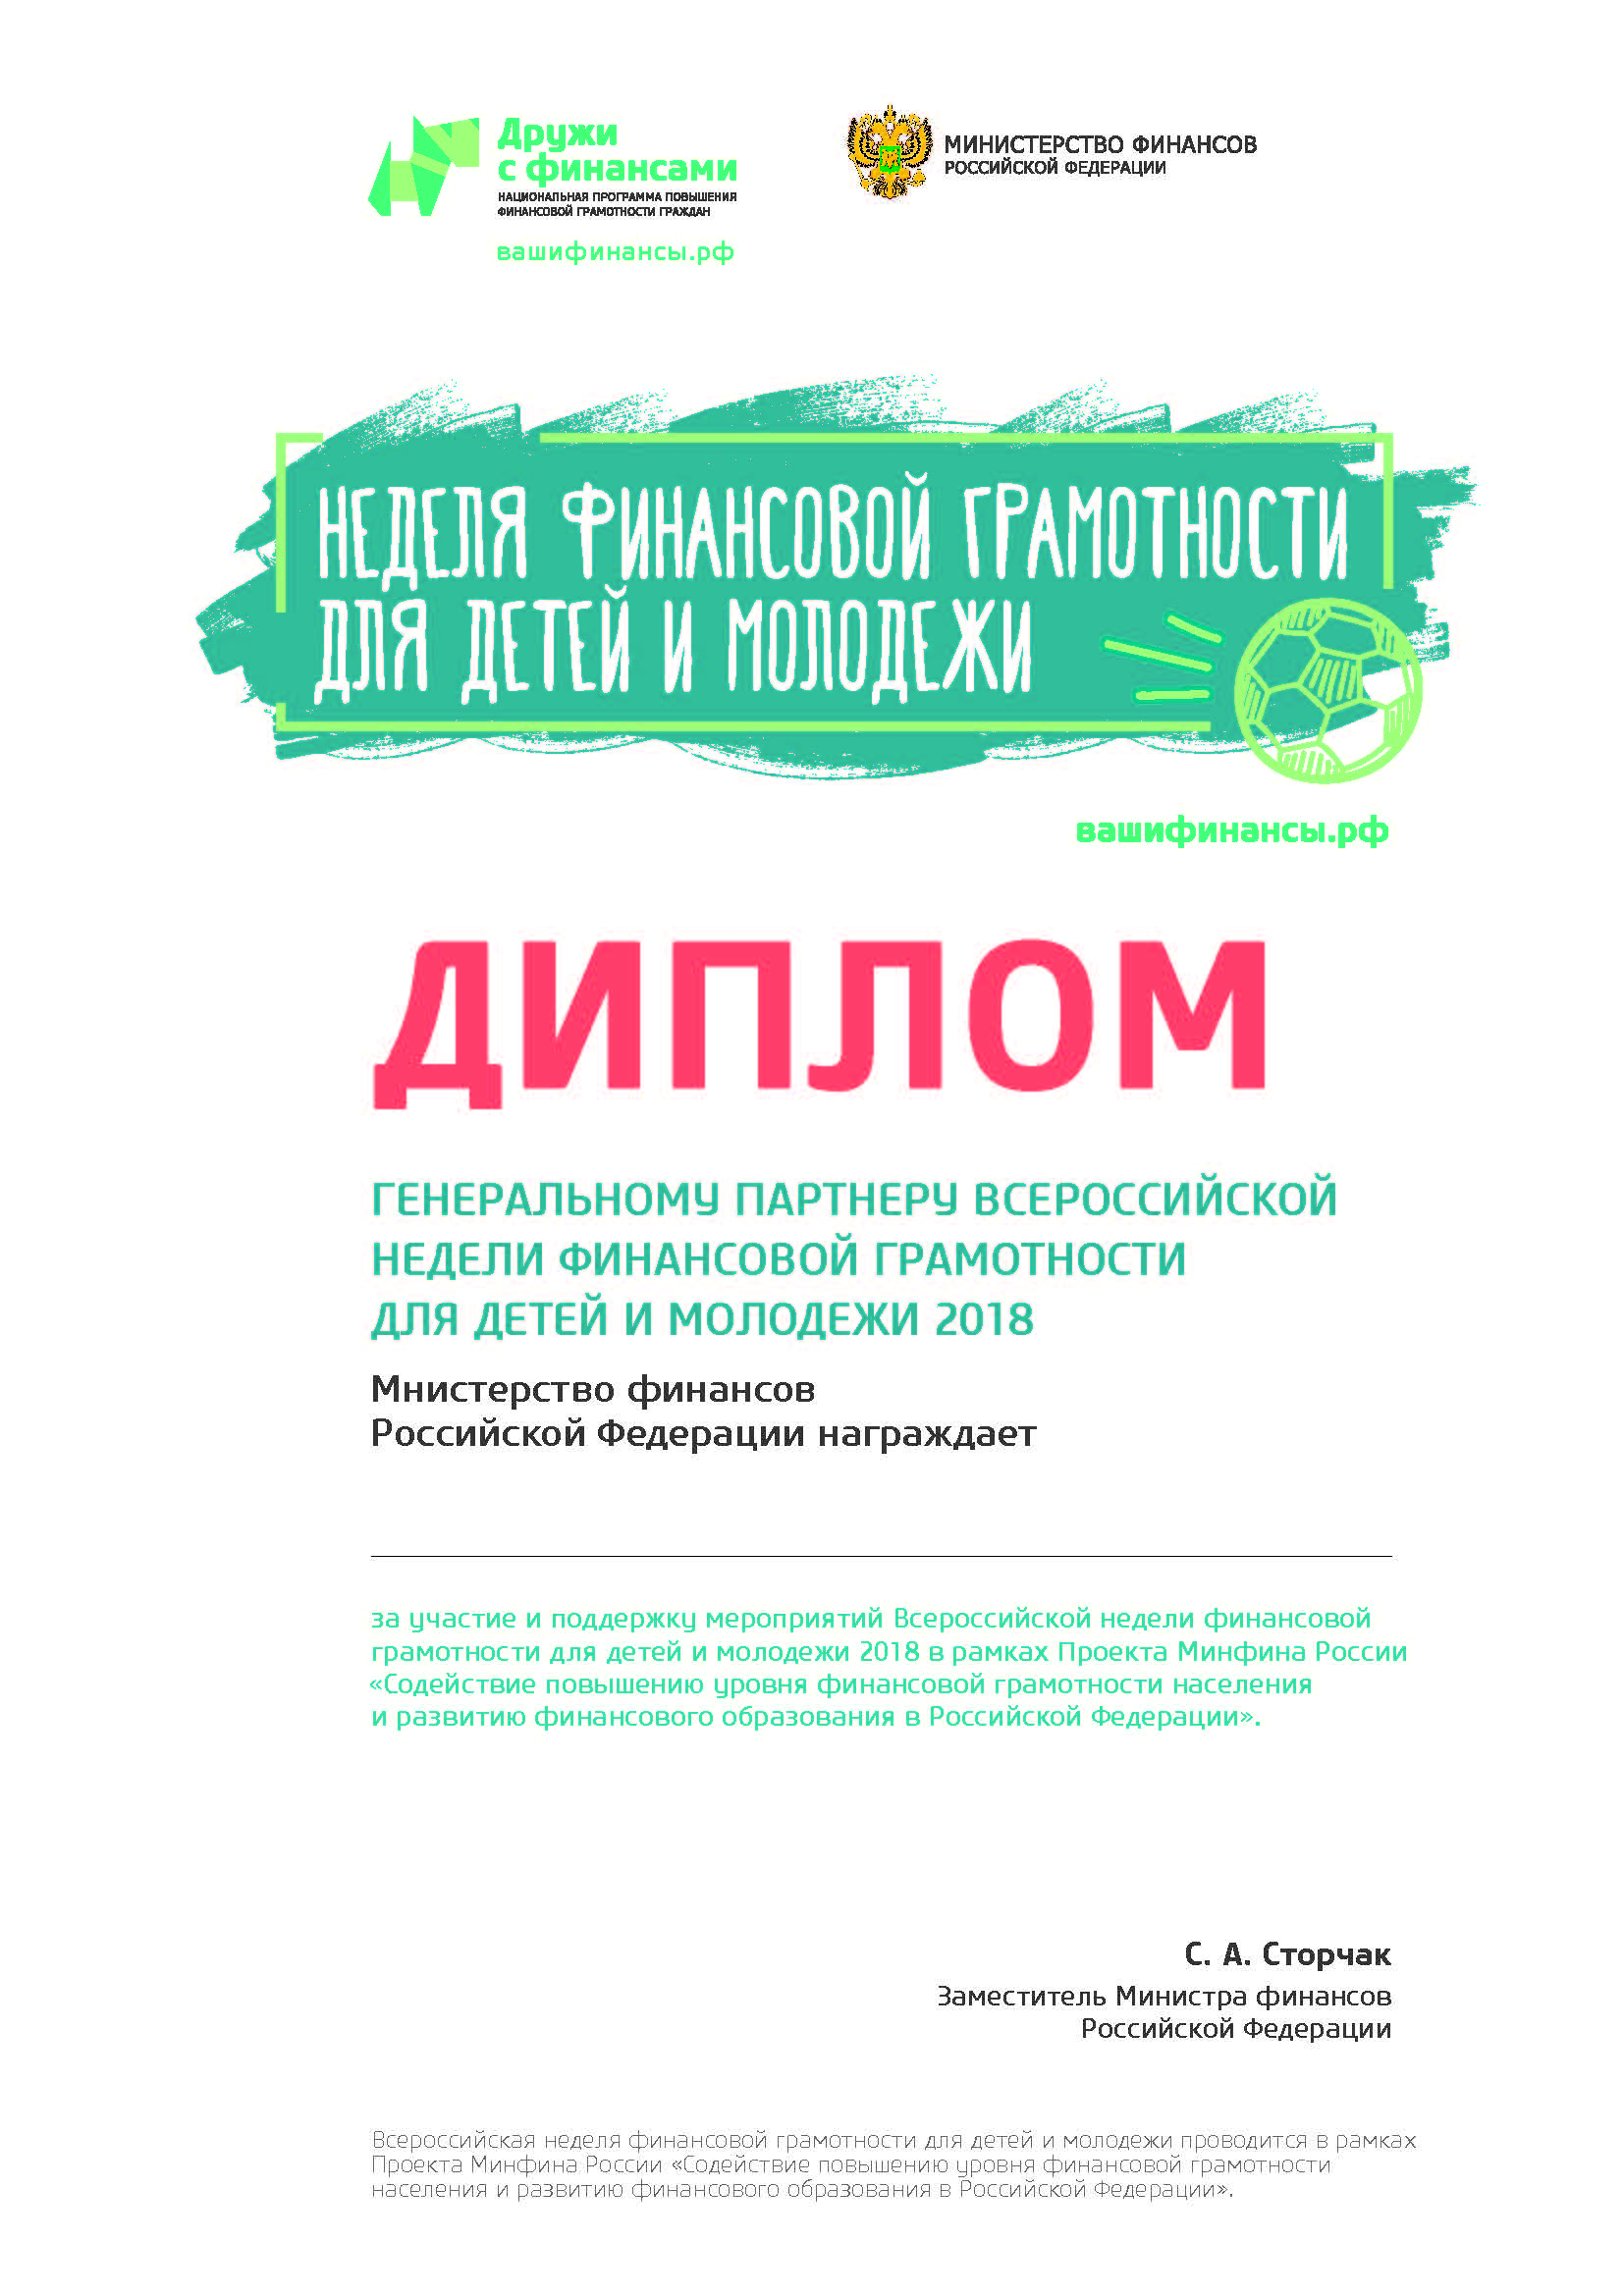 Дружи
с финансами
НАЦИОНАЛЬНАЯ ПРОГРАММА ПОВЫШЕНИЯ
ФИНАНСОВОЙ ГРАМОТНОСТИ ГРАЖДАН
вашифинансы.рф
МИНИСТЕРСТВО ФИНАНСОВ
РОССИЙСКОЙ ФЕДЕРАЦИИ
НЕДЕЛЯ ФИНАНСОВОЙ ГРАМОТНОСТИ
ДЛЯ ДЕТЕЙ И МОЛОДЕЖИ
вашифинансы.рф
ДИПЛОМ
ГЕНЕРАЛЬНОМУ ПАРТНЕРУ ВСЕРОССИЙСКОЙ
НЕДЕЛИ ФИНАНСОВОЙ ГРАМОТНОСТИ
ДЛЯ ДЕТЕЙ И МОЛОДЕЖИ 2018
Мнистерство финансов
Российской Федерации награждает
за участие и поддержку мероприятий Всероссийской недели финансовой
грамотности для детей и молодежи 2018 в рамках Проекта Минфина России
«Содействие повышению уровня финансовой грамотности населения
и развитию финансового образования в Российской Федерации».
С. А. Сторчак
Заместитель Министра финансов
Российской Федерации
Всероссийская неделя финансовой грамотности для детей и молодежи проводится в рамках
Проекта Минфина России «Содействие повышению уровня финансовой грамотности
населения и развитию финансового образования в Российской Федерации».